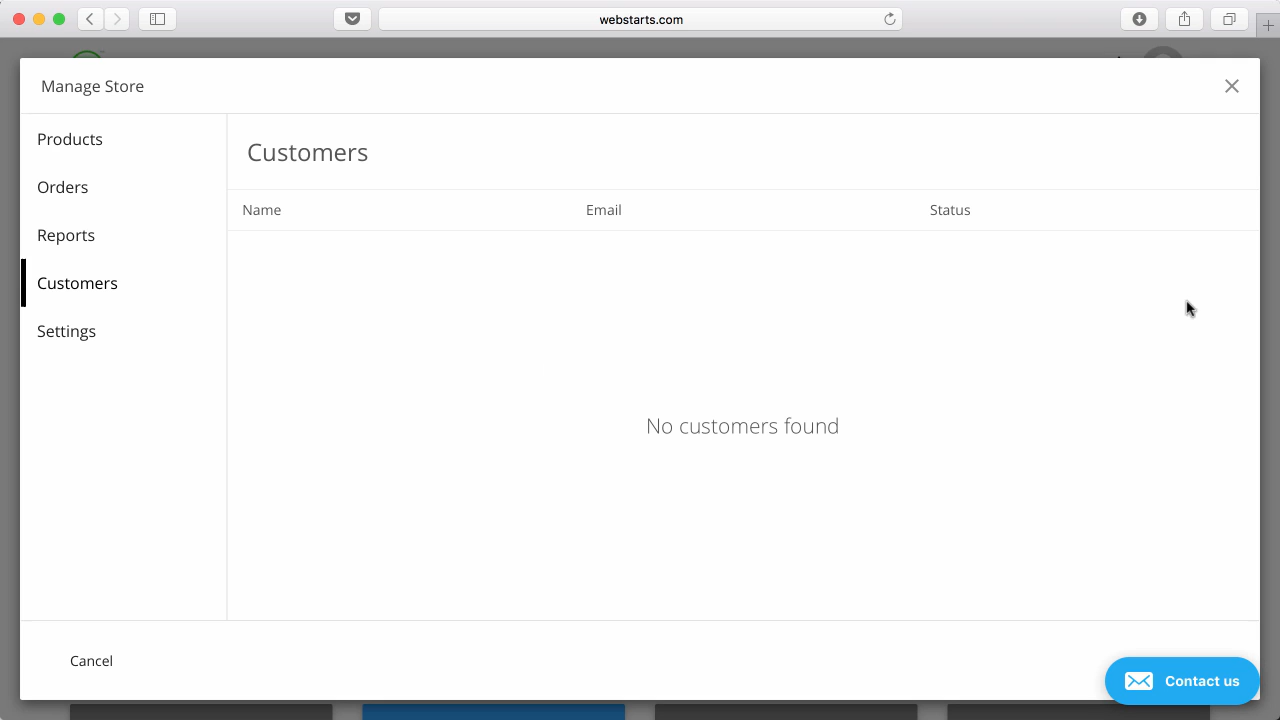 webstarts.com
Manage Store
Products
Orders
Reports
Customers
Settings
Customers
Name Email Status
No customers found
Cancel
Contact us